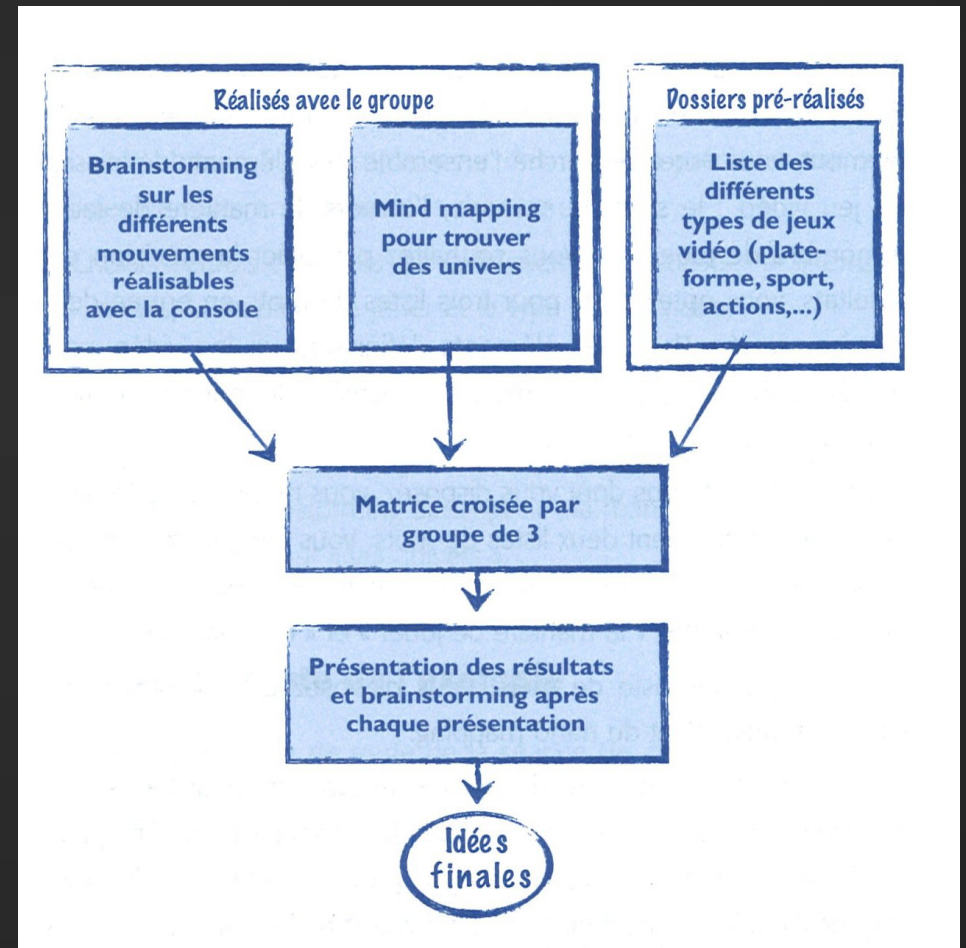 Réalisés avec le groupe
Brainstorming
sur les
différents
mouvements
réalisables
avec la console
Mind mapping
pour trouver
des univers
Dossiers pré-réalisés
Liste des
différents
types de jeux
vidéo (plate-
forme, sport,
actions,...)
Matrice croisée par
groupe de 3
Présentation des résultats
et brainstorming après
chaque présentation
Idées
finales